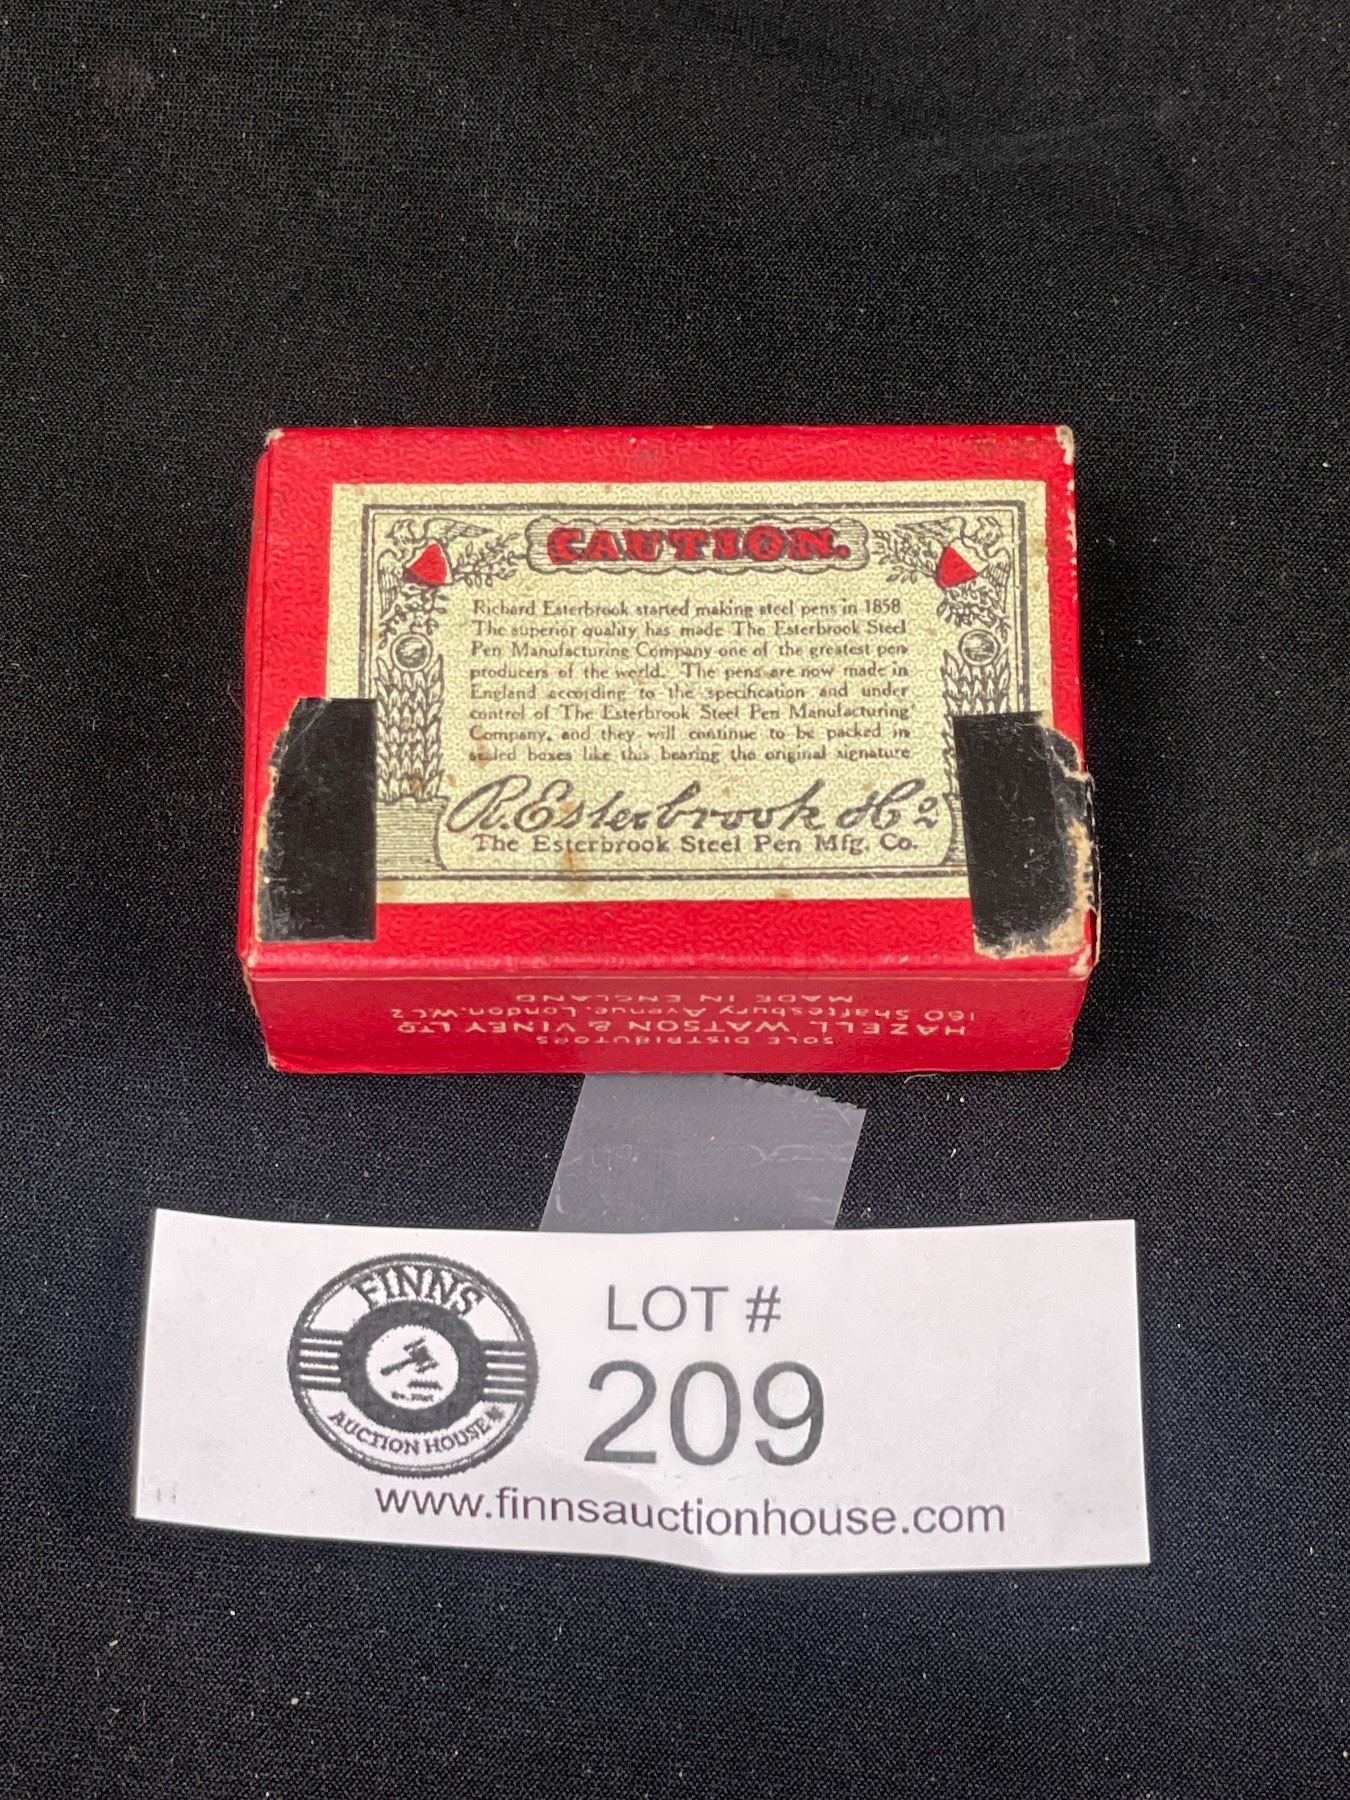 CAUTION.
Richard Esterbrook started making steel pens in 1858
The superior quality has made The Esterbrook Steel
Pen Manufacturing Company one of the greatest pen
producers of the world. The pens are now made in
England according to the specification and under
control of The Esterbrook Steel Pen Manufacturing
Company, and they will continue to be packed in
sealed boxes like this bearing the original signature
R. Esterbrook & Co
The Esterbrook Steel Pen Mfg. Co.
SOLE DISTRIBUTORS
HAZELL, WATSON & VINEY LTD
160 Shaftesbury Avenue, London, W.C.2
MADE IN ENGLAND
FINNS
AUCTION HOUSE
LOT #
209
www.finnsauctionhouse.com